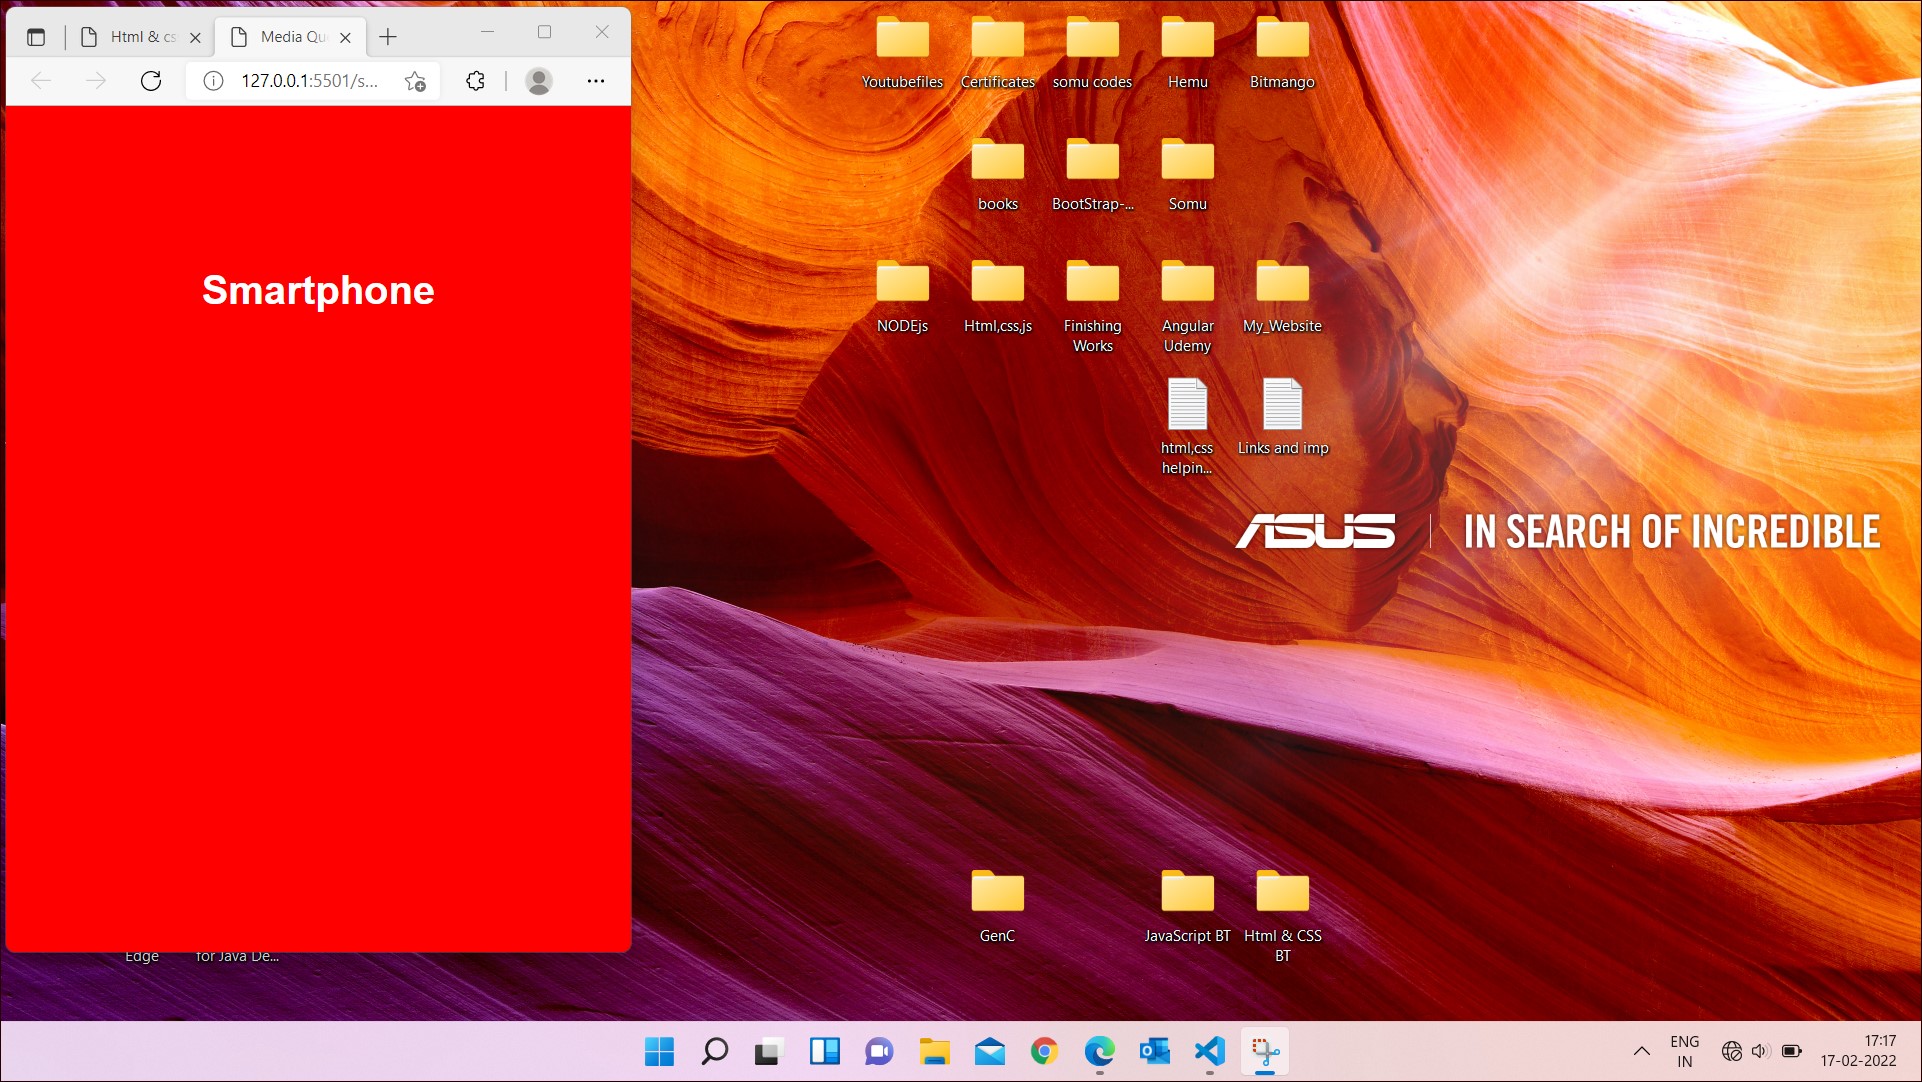 Html & cs
Media Qu
127.0.0.1:5501/s...
Smartphone
Youtubefiles
Certificates
somu codes
Hemu
Bitmango
books
BootStrap-...
Somu
NODEjs
Html,css,js
Finishing
Works
Angular
Udemy
My_Website
html,css
helpin...
Links and imp
ASUS
IN SEARCH OF INCREDIBLE
GenC
JavaScript BT
Html & CSS
BT
Edge
for Java De...
ENG
IN
17:17
17-02-2022